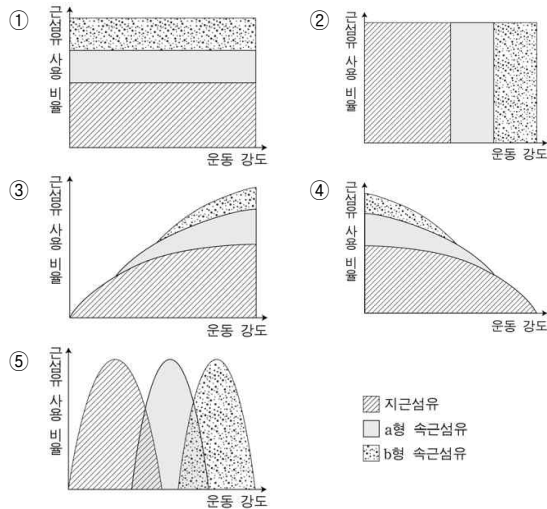 ①
근섬유 사용 비율
운동 강도
②
근섬유 사용 비율
운동 강도
③
근섬유 사용 비율
운동 강도
④
근섬유 사용 비율
운동 강도
⑤
근섬유 사용 비율
운동 강도
지근섬유
a형 속근섬유
b형 속근섬유